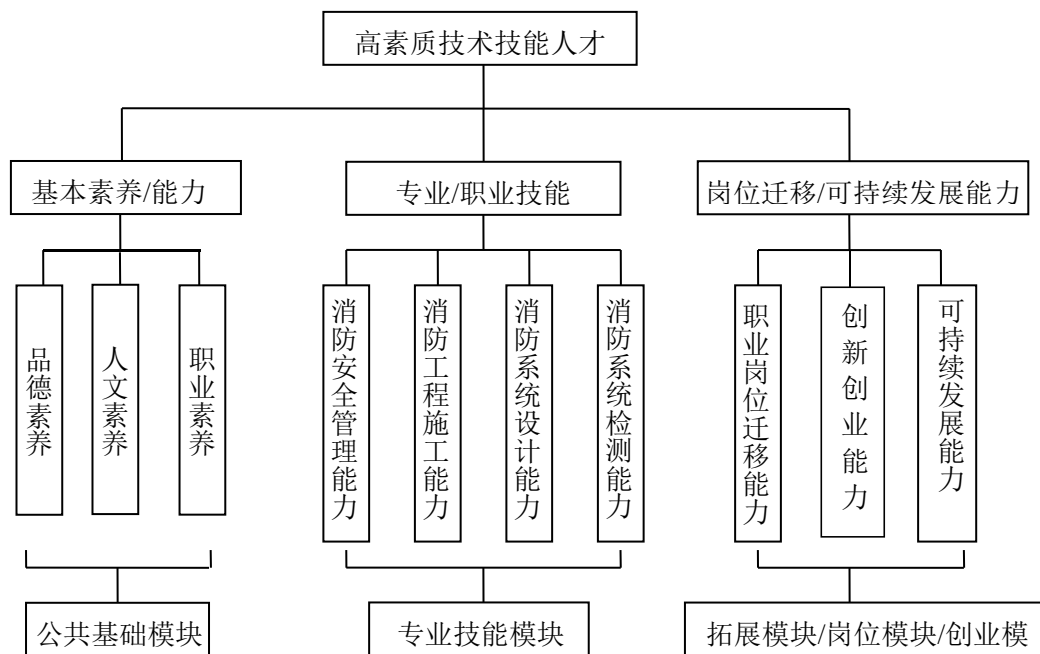 高素质技术技能人才
基本素养/能力
专业/职业技能
岗位迁移/可持续发展能力
品德素养
人文素养
职业素养
消防安全管理能力
消防工程施工能力
消防系统设计能力
消防系统检测能力
职业岗位迁移能力
创新创业能力
可持续发展能力
公共基础模块
专业技能模块
拓展模块/岗位模块/创业模